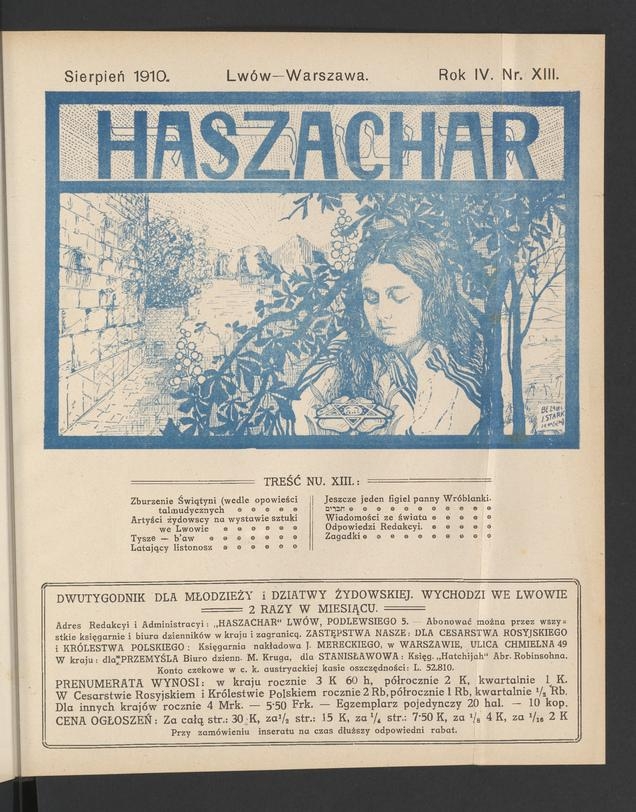 Sierpień 1910.
Lwów—Warszawa.
Rok IV. Nr. XIII.
HASZACHAR
TREŚĆ NU. XIII.:
Zburzenie Świątyni (wedle opowieści
talmudycznych
Artyści żydowscy na wystawie sztuki
we Lwowie
Tysze — b'aw
Latający listonosz
Jeszcze jeden figiel panny Wróblanki.
חברים
Wiadomości ze świata
Odpowiedzi Redakcyi.
Zagadki
DWUTYGODNIK DLA MŁODZIEŻY i DZIATWY ŻYDOWSKIEJ. WYCHODZI WE LWOWIE
2 RAZY W MIESIĄCU.
Adres Redakcyi i Administracyi: „HASZACHAR" LWÓW, PODLEWSIEGO 5. — Abonować można przez wszy=
stkie księgarnie i biura dzienników w kraju i zagranicą. ZASTĘPSTWA NASZE: DLA CESARSTWA ROSYJSKIEGO
i KRÓLESTWA POLSKIEGO: Księgarnia nakładowa J. MERECKIEGO, w WARSZAWIE, ULICA CHMIELNA 49
W kraju: dla PRZEMYŚLA Biuro dzienn. M. Kruga, dla STANISŁAWOWA: Księg. „Hatchijah" Abr. Robinsohna.
Konto czekowe w c. k. austryackiej kasie oszczędności: L. 52.810.
PRENUMERATA WYNOSI: w kraju rocznie 3 K 60 h, półrocznie 2 K, kwartalnie 1 K.
W Cesarstwie Rosyjskiem i Królestwie Polskiem rocznie 2 Rb, półrocznie 1 Rb, kwartalnie ½ Rb.
Dla innych krajów rocznie 4 Mrk. — 5·50 Frk. — Egzemplarz pojedynczy 20 hal. — 10 kop.
CENA OGŁOSZEŃ: Za całą str.: 30 K, za ½ str.: 15 K, za ¼ str.: 7·50 K, za ⅛ 4 K, za 1/16 2 K
Przy zamówieniu inseratu na czas dłuższy odpowiedni rabat.